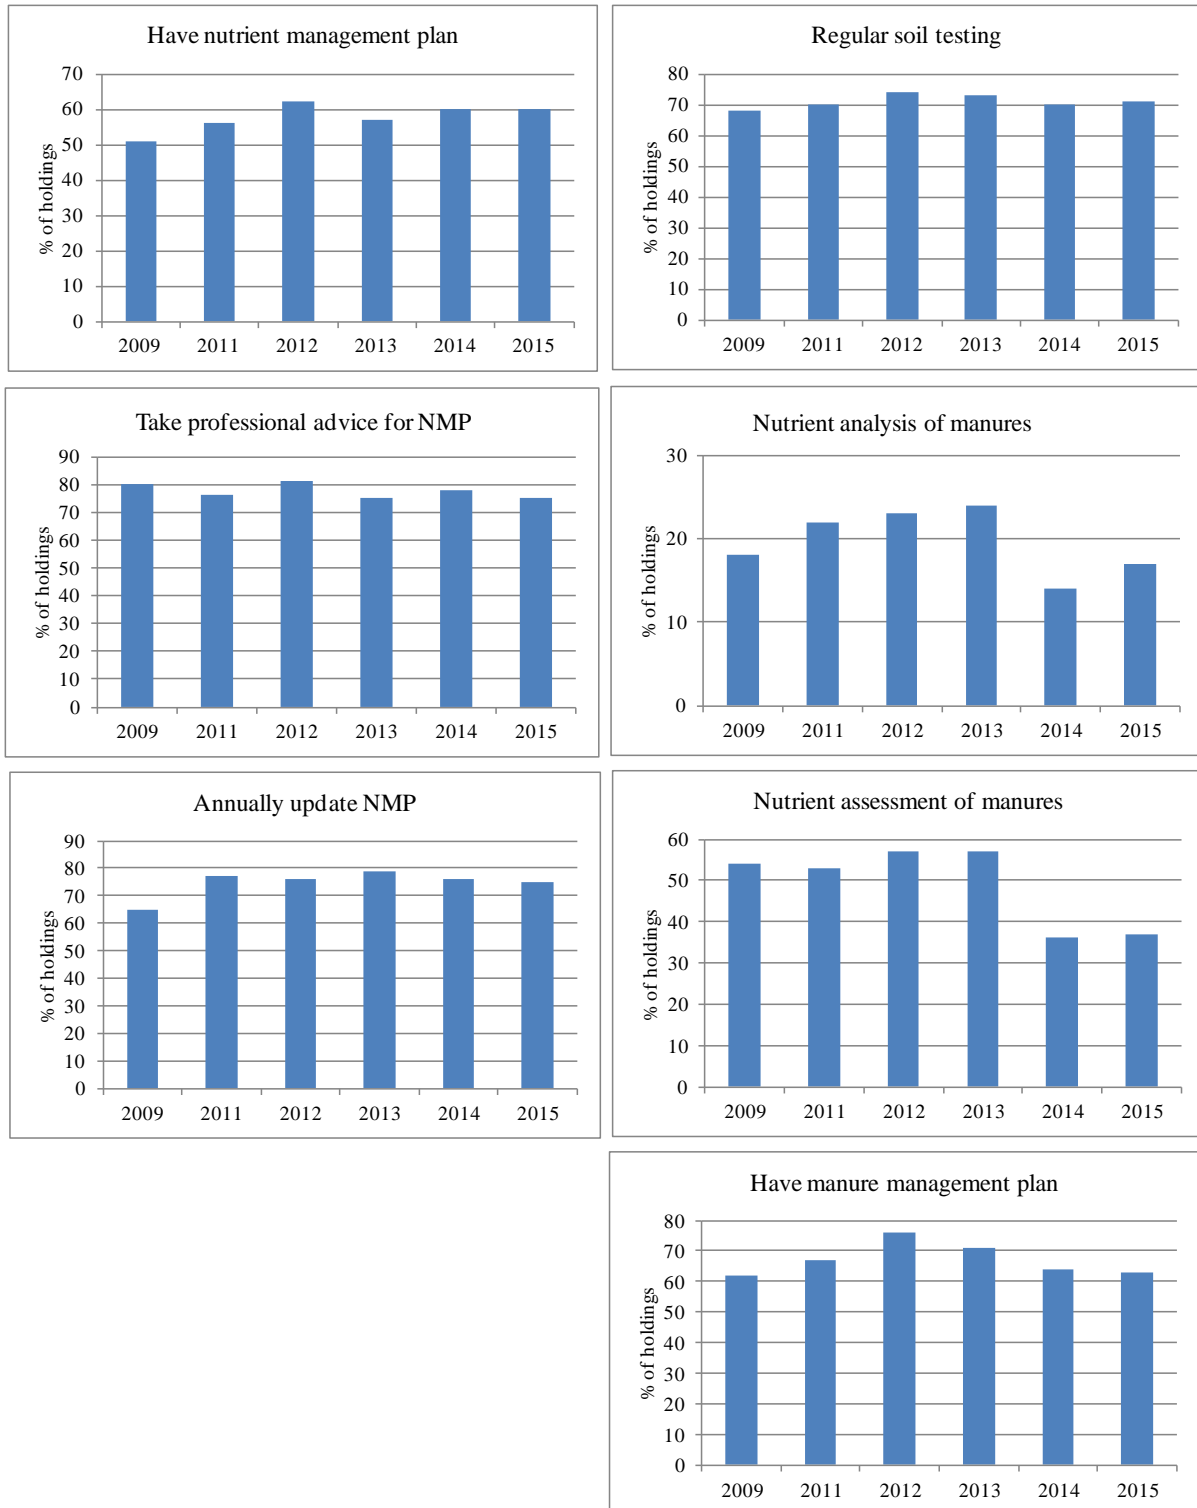 Have nutrient management plan
% of holdings
70
60
50
40
30
20
10
0
2009 2011 2012 2013 2014 2015
Regular soil testing
% of holdings
80
70
60
50
40
30
20
10
0
2009 2011 2012 2013 2014 2015
Take professional advice for NMP
% of holdings
90
80
70
60
50
40
30
20
10
0
2009 2011 2012 2013 2014 2015
Nutrient analysis of manures
% of holdings
30
20
10
0
2009 2011 2012 2013 2014 2015
Annually update NMP
% of holdings
90
80
70
60
50
40
30
20
10
0
2009 2011 2012 2013 2014 2015
Nutrient assessment of manures
% of holdings
60
50
40
30
20
10
0
2009 2011 2012 2013 2014 2015
Have manure management plan
% of holdings
80
70
60
50
40
30
20
10
0
2009 2011 2012 2013 2014 2015